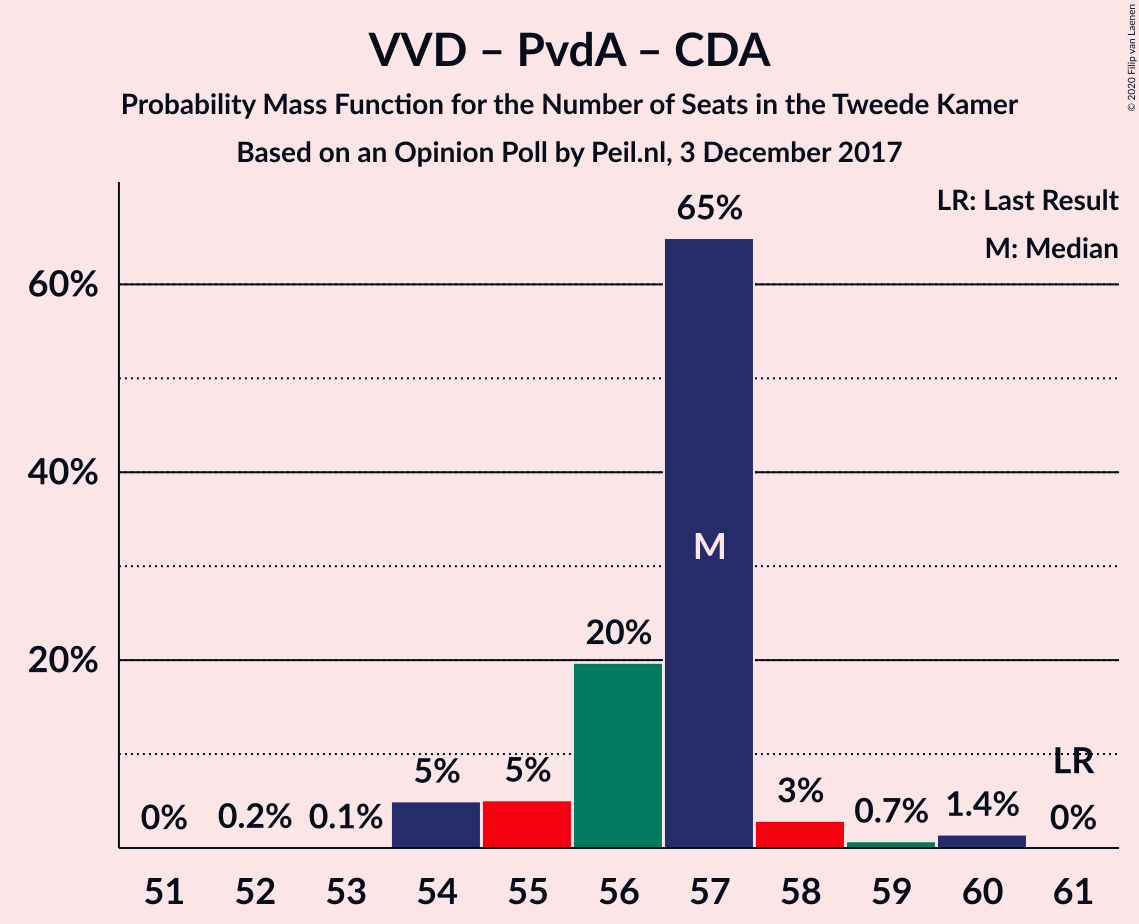 VVD – PvdA – CDA
Probability Mass Function for the Number of Seats in the Tweede Kamer
Based on an Opinion Poll by Peil.nl, 3 December 2017
© 2020 Filip van Laenen
LR: Last Result
M: Median
60%
40%
20%
0%
0.2%
0.1%
5%
5%
20%
65%
M
3%
0.7%
1.4%
LR
0%
51 52 53 54 55 56 57 58 59 60 61